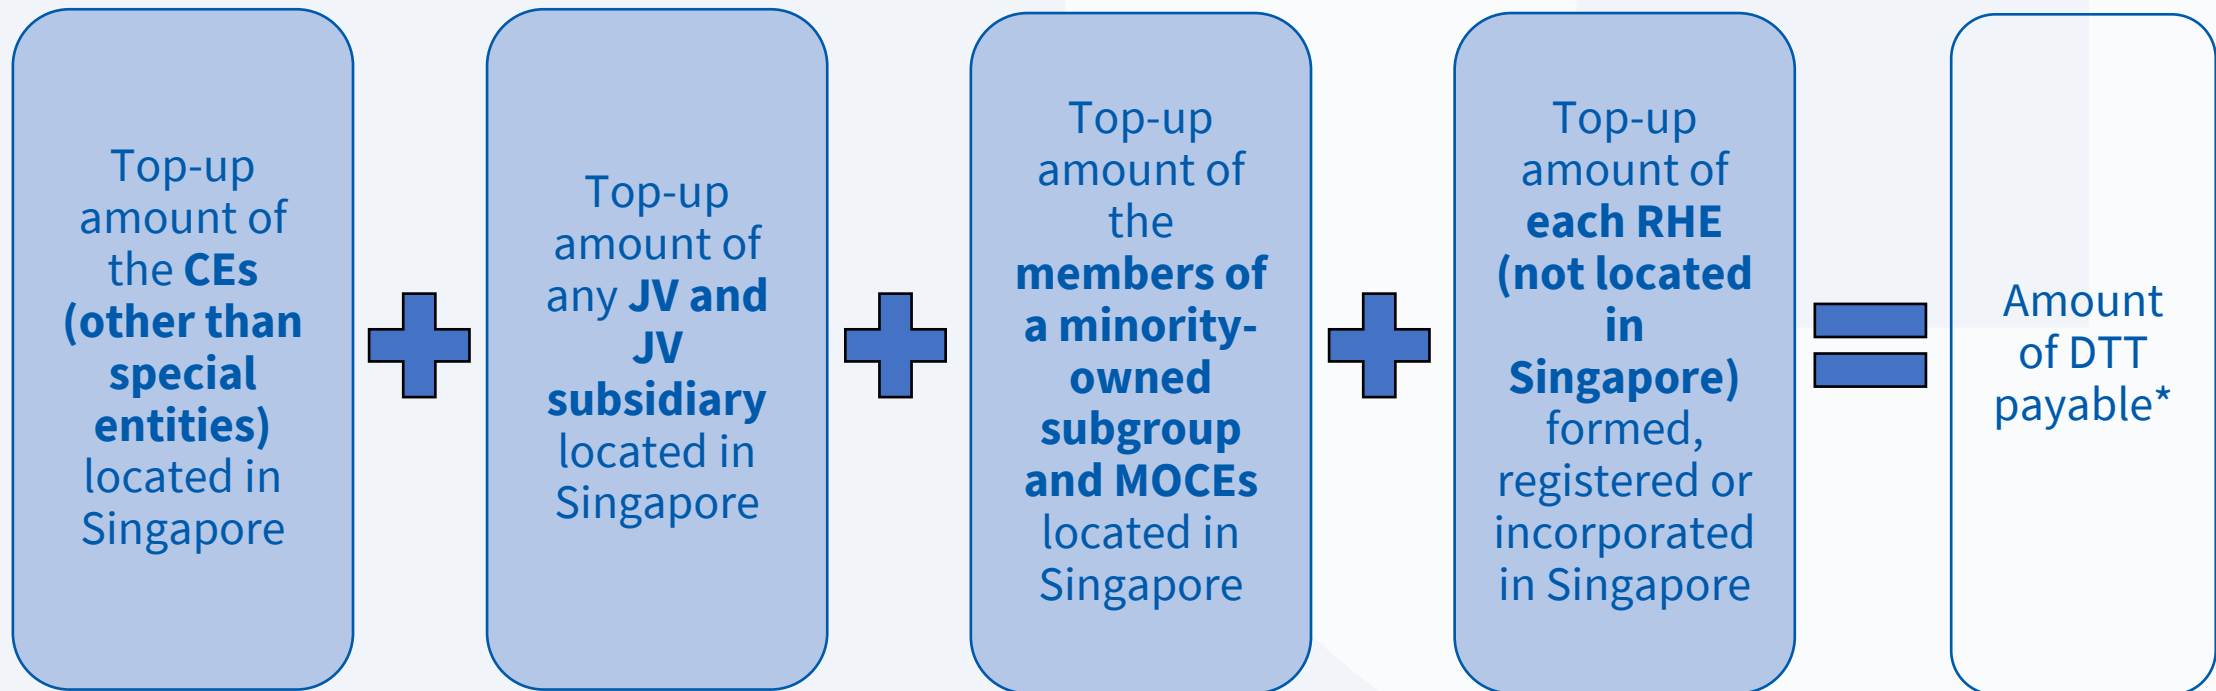 Top-up
amount of
the CEs
(other than
special
entities)
located in
Singapore
Top-up
amount of
any JV and
JV
subsidiary
located in
Singapore
Top-up
amount of
the
members of
a minority-
owned
subgroup
and MOCEs
located in
Singapore
Top-up
amount of
each RHE
(not located
in
Singapore)
formed,
registered or
incorporated
in Singapore
Amount
of DTT
payable*